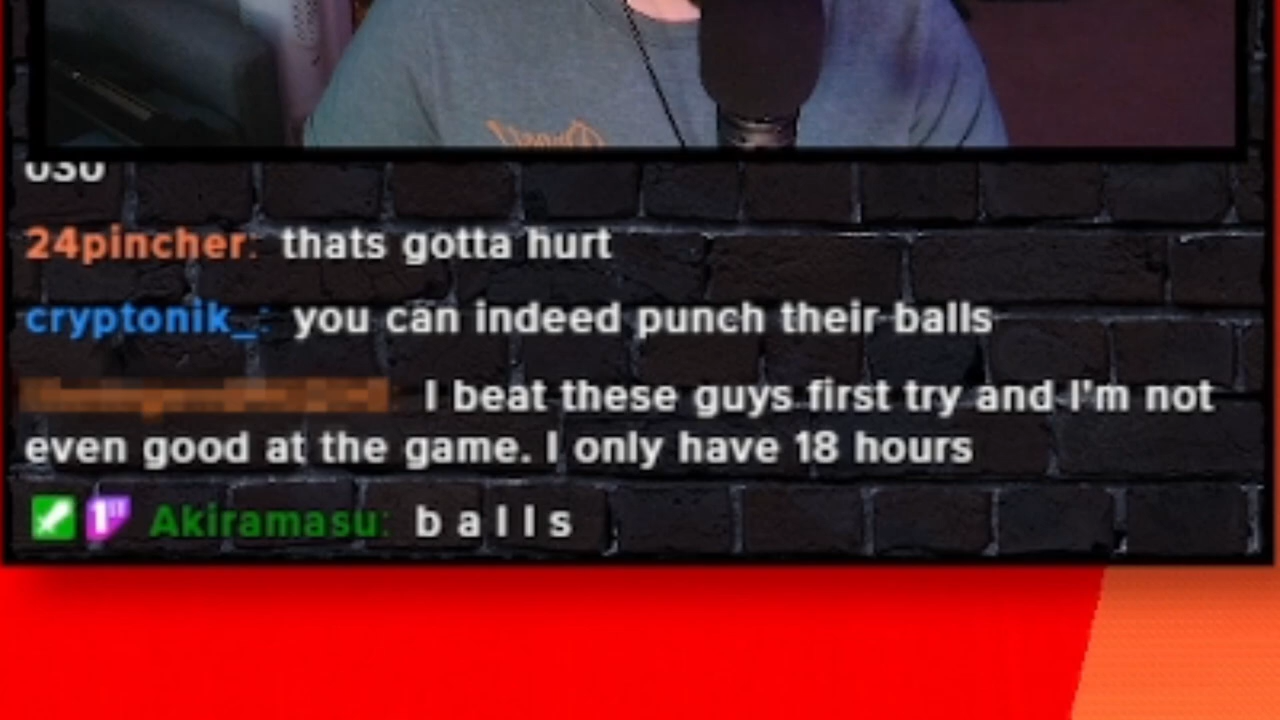 24pincher: thats gotta hurt
cryptonik_: you can indeed punch their balls
I beat these guys first try and I'm not
even good at the game. I only have 18 hours
Akiramasu: b a l l s